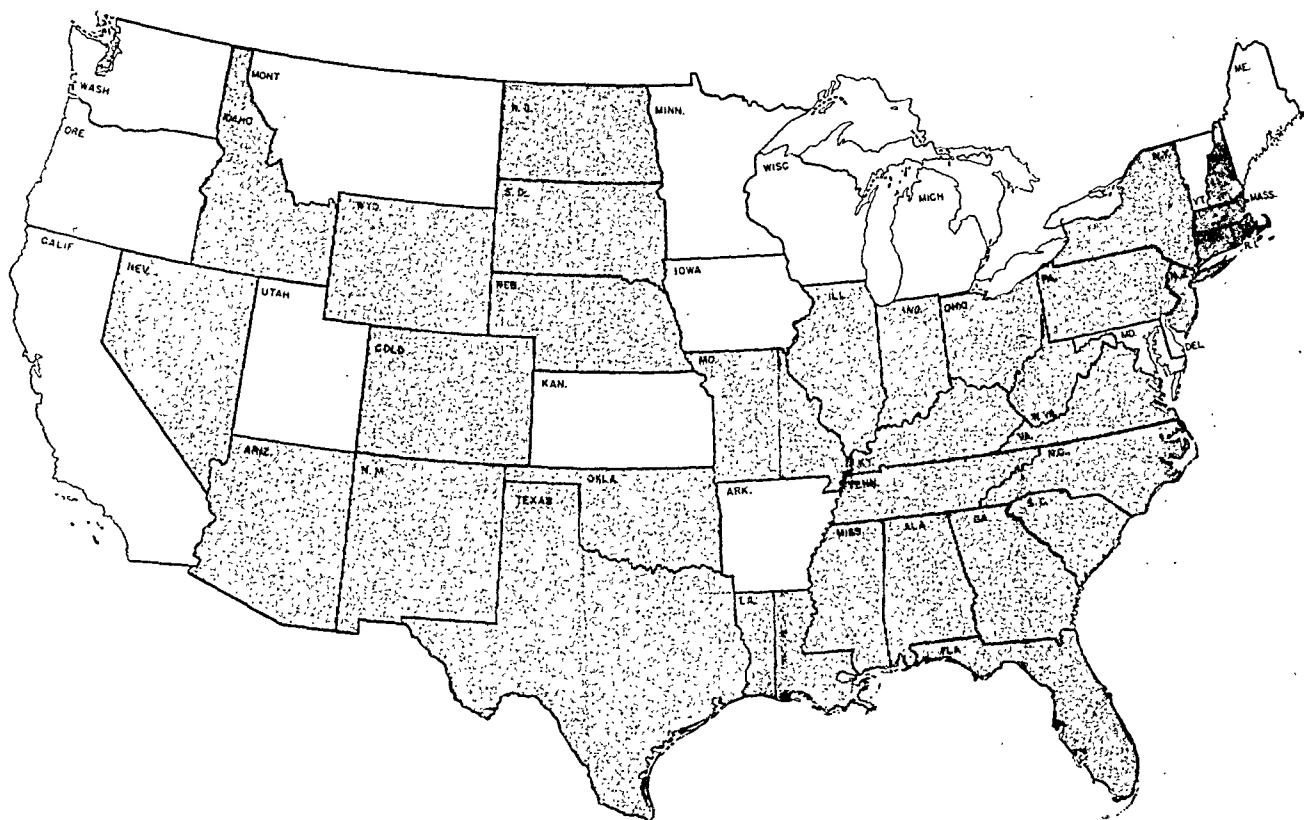 WASH
MONT
N. D.
MINN.
ME.
ORE
IDAHO
WISC
MICH
N.Y.
VT.
MASS.
R.I.
S. D.
WYO.
CALIF
NEV.
UTAH
NEB.
IOWA
ILL.
IND.
OHIO
PA.
N.J.
MD.
DEL.
COLO
KAN.
MO.
KY.
W. VA.
VA.
ARIZ.
N. M.
OKLA.
TEXAS
ARK.
TENN.
N.C.
S. C.
MISS.
ALA
GA.
LA.
FLA